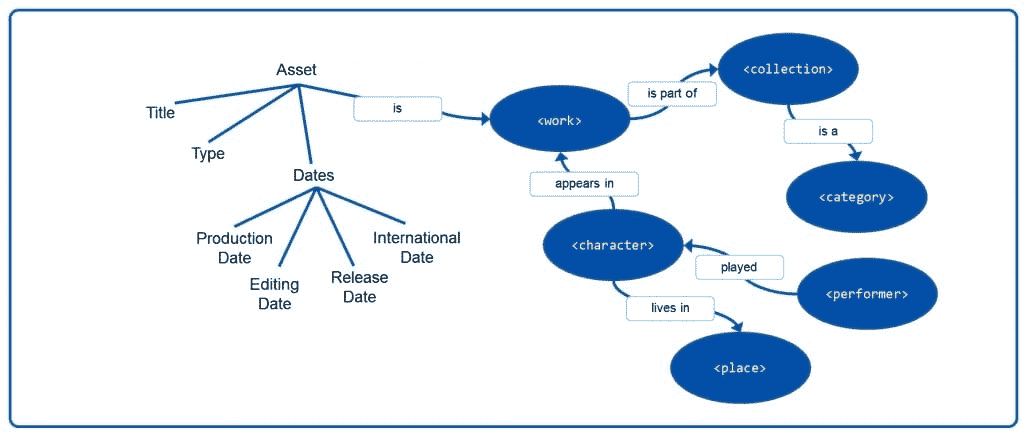 Asset
Title
Type
Dates
Production
Date
Editing
Date
Release
Date
International
Date
is
<work>
is part of
<collection>
is a
<category>
appears in
<character>
played
<performer>
lives in
<place>